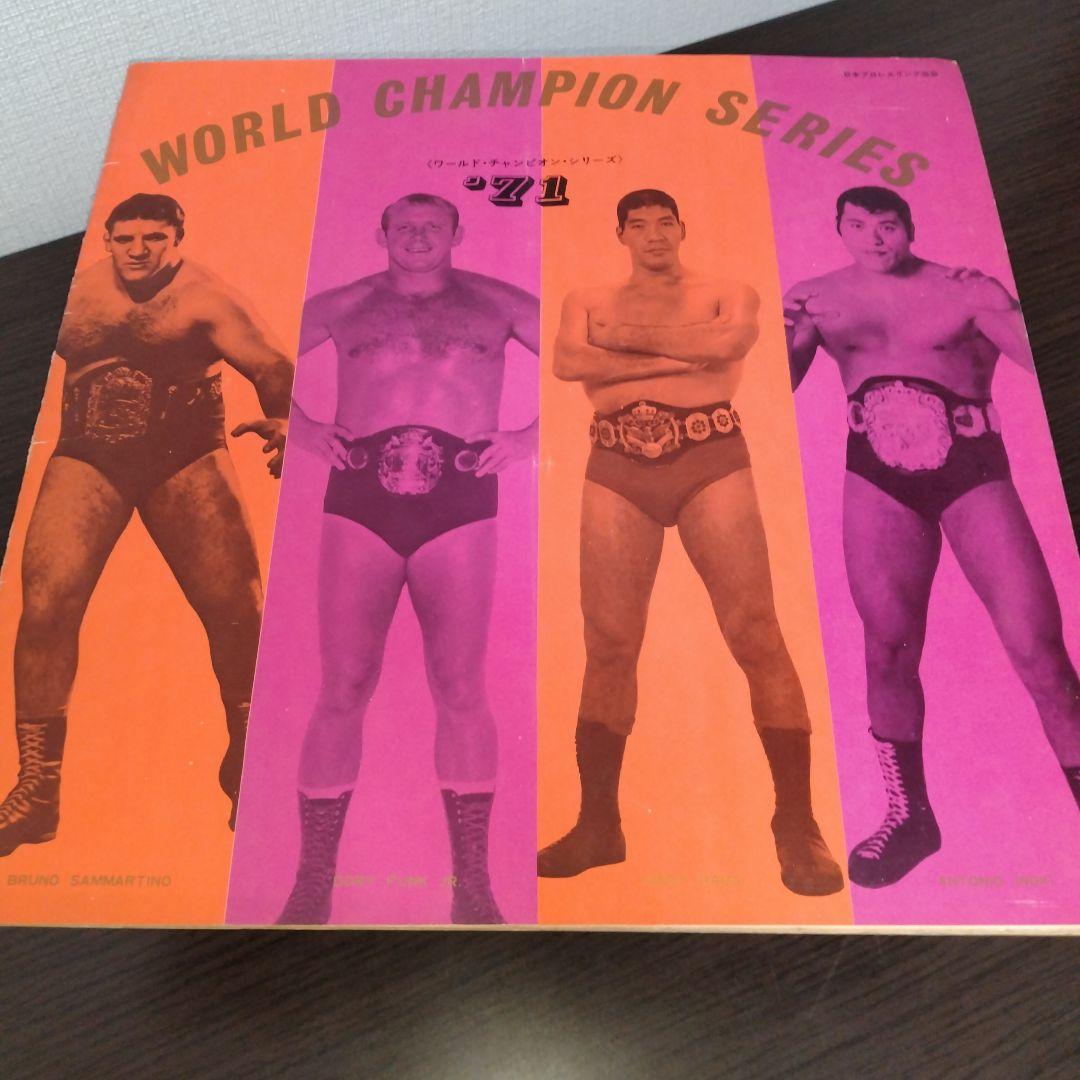 日本プロレスリング協会
WORLD CHAMPION SERIES
〈ワールド・チャンピオン・シリーズ〉
'71
BRUNO SAMMARTINO
DORY FUNK JR.
ANTONIO INOKI